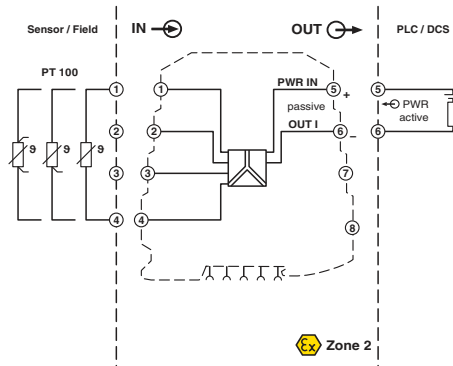 Sensor / Field IN OUT PLC / DCS
PT 100
1 1 PWR IN 5 + 5
passive PWR
active
2 2 OUT I 6 - 6
ϑ ϑ ϑ
3 3 7
4 4 8
Ex Zone 2